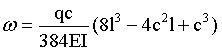 ω = qc/384EI (8l³ − 4c²l + c³)